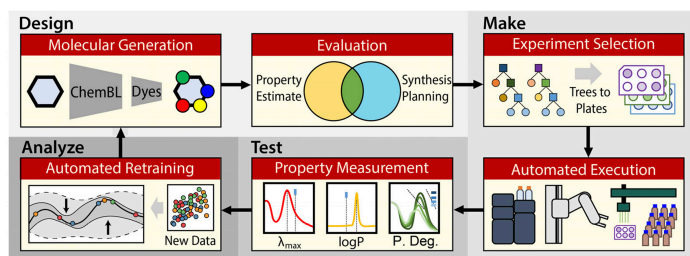 Design
Make
Molecular Generation
Evaluation
Experiment Selection
ChemBL
Dyes
Property
Estimate
Synthesis
Planning
Trees to
Plates
Analyze
Test
Automated Retraining
Property Measurement
Automated Execution
New Data
λmax
logP
P. Deg.